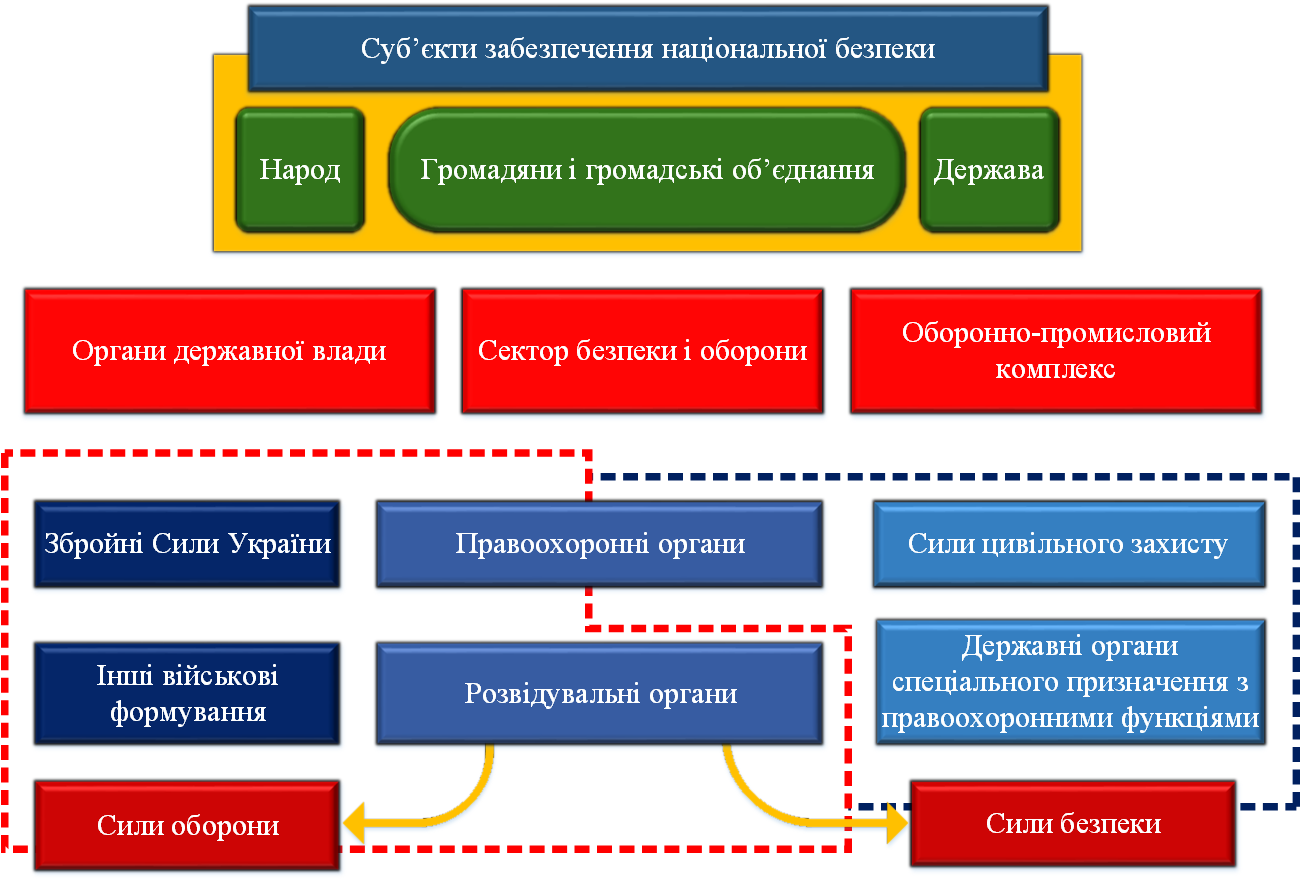 Суб’єкти забезпечення національної безпеки
Народ
Громадяни і громадські об’єднання
Держава
Органи державної влади
Сектор безпеки і оборони
Оборонно-промисловий
комплекс
Збройні Сили України
Правоохоронні органи
Сили цивільного захисту
Інші військові
формування
Розвідувальні органи
Державні органи
спеціального призначення з
правоохоронними функціями
Сили оборони
Сили безпеки